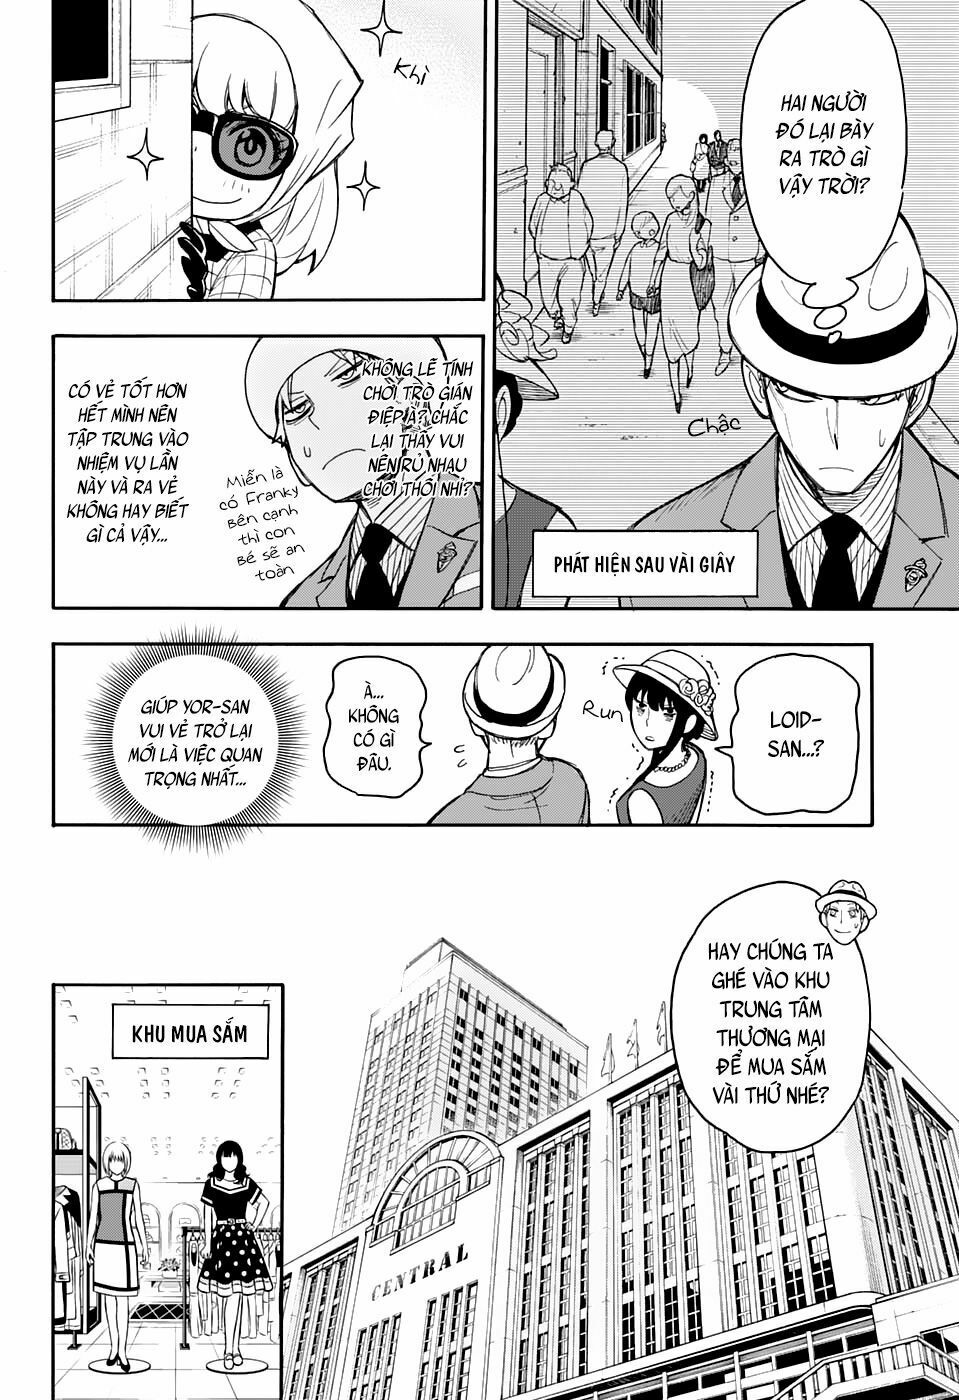 HAI NGƯỜI
ĐÓ LẠI BÀY
RA TRÒ GÌ
VẬY TRỜI?
Chậc
PHÁT HIỆN SAU VÀI GIÂY
Khì
KHÔNG LẼ TÍNH
CHƠI TRÒ GIÁN
ĐIỆP À? CHẮC
LẠI THẤY VUI
NÊN RỦ NHAU
CHƠI THÔI NHỈ?
Miễn là
có Franky
bên cạnh
thì con
bé sẽ an
toàn
CÓ VẺ TỐT HƠN
HẾT MÌNH NÊN
TẬP TRUNG VÀO
NHIỆM VỤ LẦN
NÀY VÀ RA VẺ
KHÔNG HAY BIẾT
GÌ CẢ VẬY...
LOID-
SAN...?
Run
À...
KHÔNG
CÓ GÌ
ĐÂU.
GIÚP YOR-SAN
VUI VẺ TRỞ LẠI
MỚI LÀ VIỆC QUAN
TRỌNG NHẤT...
HAY CHÚNG TA
GHÉ VÀO KHU
TRUNG TÂM
THƯƠNG MẠI
ĐỂ MUA SẮM
VÀI THỨ NHÉ?
CENTRAL
KHU MUA SẮM